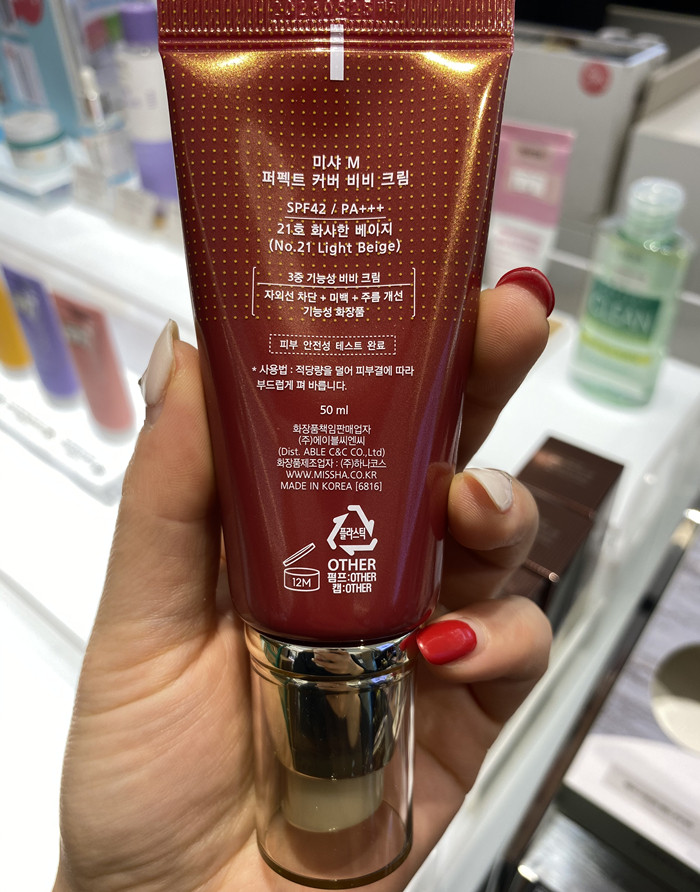 미샤 M
퍼펙트 커버 비비 크림
SPF42 / PA+++
21호 화사한 베이지
(No.21 Light Beige)
3중 기능성 비비 크림
자외선 차단 + 미백 + 주름 개선
기능성 화장품
피부 안전성 테스트 완료
* 사용법 : 적당량을 덜어 피부결에 따라
부드럽게 펴 바릅니다.
50 ml
화장품책임판매업자
(주)에이블씨엔씨
(Dist. ABLE C&C CO.,Ltd)
화장품제조업자 : (주)하나코스
WWW.MISSHA.CO.KR
MADE IN KOREA [6816]
플라스틱
OTHER
펌프:OTHER
캡:OTHER
12M
CLEAN